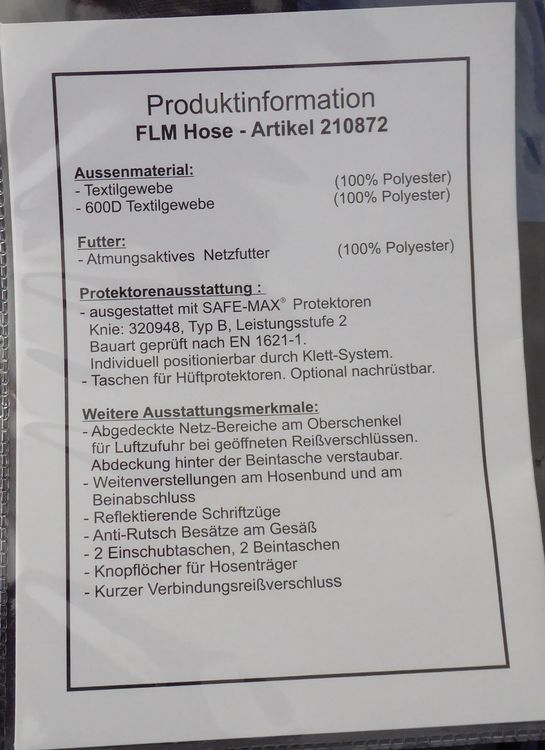 Produktinformation
FLM Hose - Artikel 210872
Aussenmaterial:
- Textilgewebe (100% Polyester)
- 600D Textilgewebe (100% Polyester)
Futter:
- Atmungsaktives Netzfutter (100% Polyester)
Protektorenausstattung :
- ausgestattet mit SAFE-MAX® Protektoren
Knie: 320948, Typ B, Leistungsstufe 2
Bauart geprüft nach EN 1621-1.
Individuell positionierbar durch Klett-System.
- Taschen für Hüftprotektoren. Optional nachrüstbar.
Weitere Ausstattungsmerkmale:
- Abgedeckte Netz-Bereiche am Oberschenkel
für Luftzufuhr bei geöffneten Reißverschlüssen.
Abdeckung hinter der Beintasche verstaubar.
- Weitenverstellungen am Hosenbund und am
Beinabschluss
- Reflektierende Schriftzüge
- Anti-Rutsch Besätze am Gesäß
- 2 Einschubtaschen, 2 Beintaschen
- Knopflöcher für Hosenträger
- Kurzer Verbindungsreißverschluss